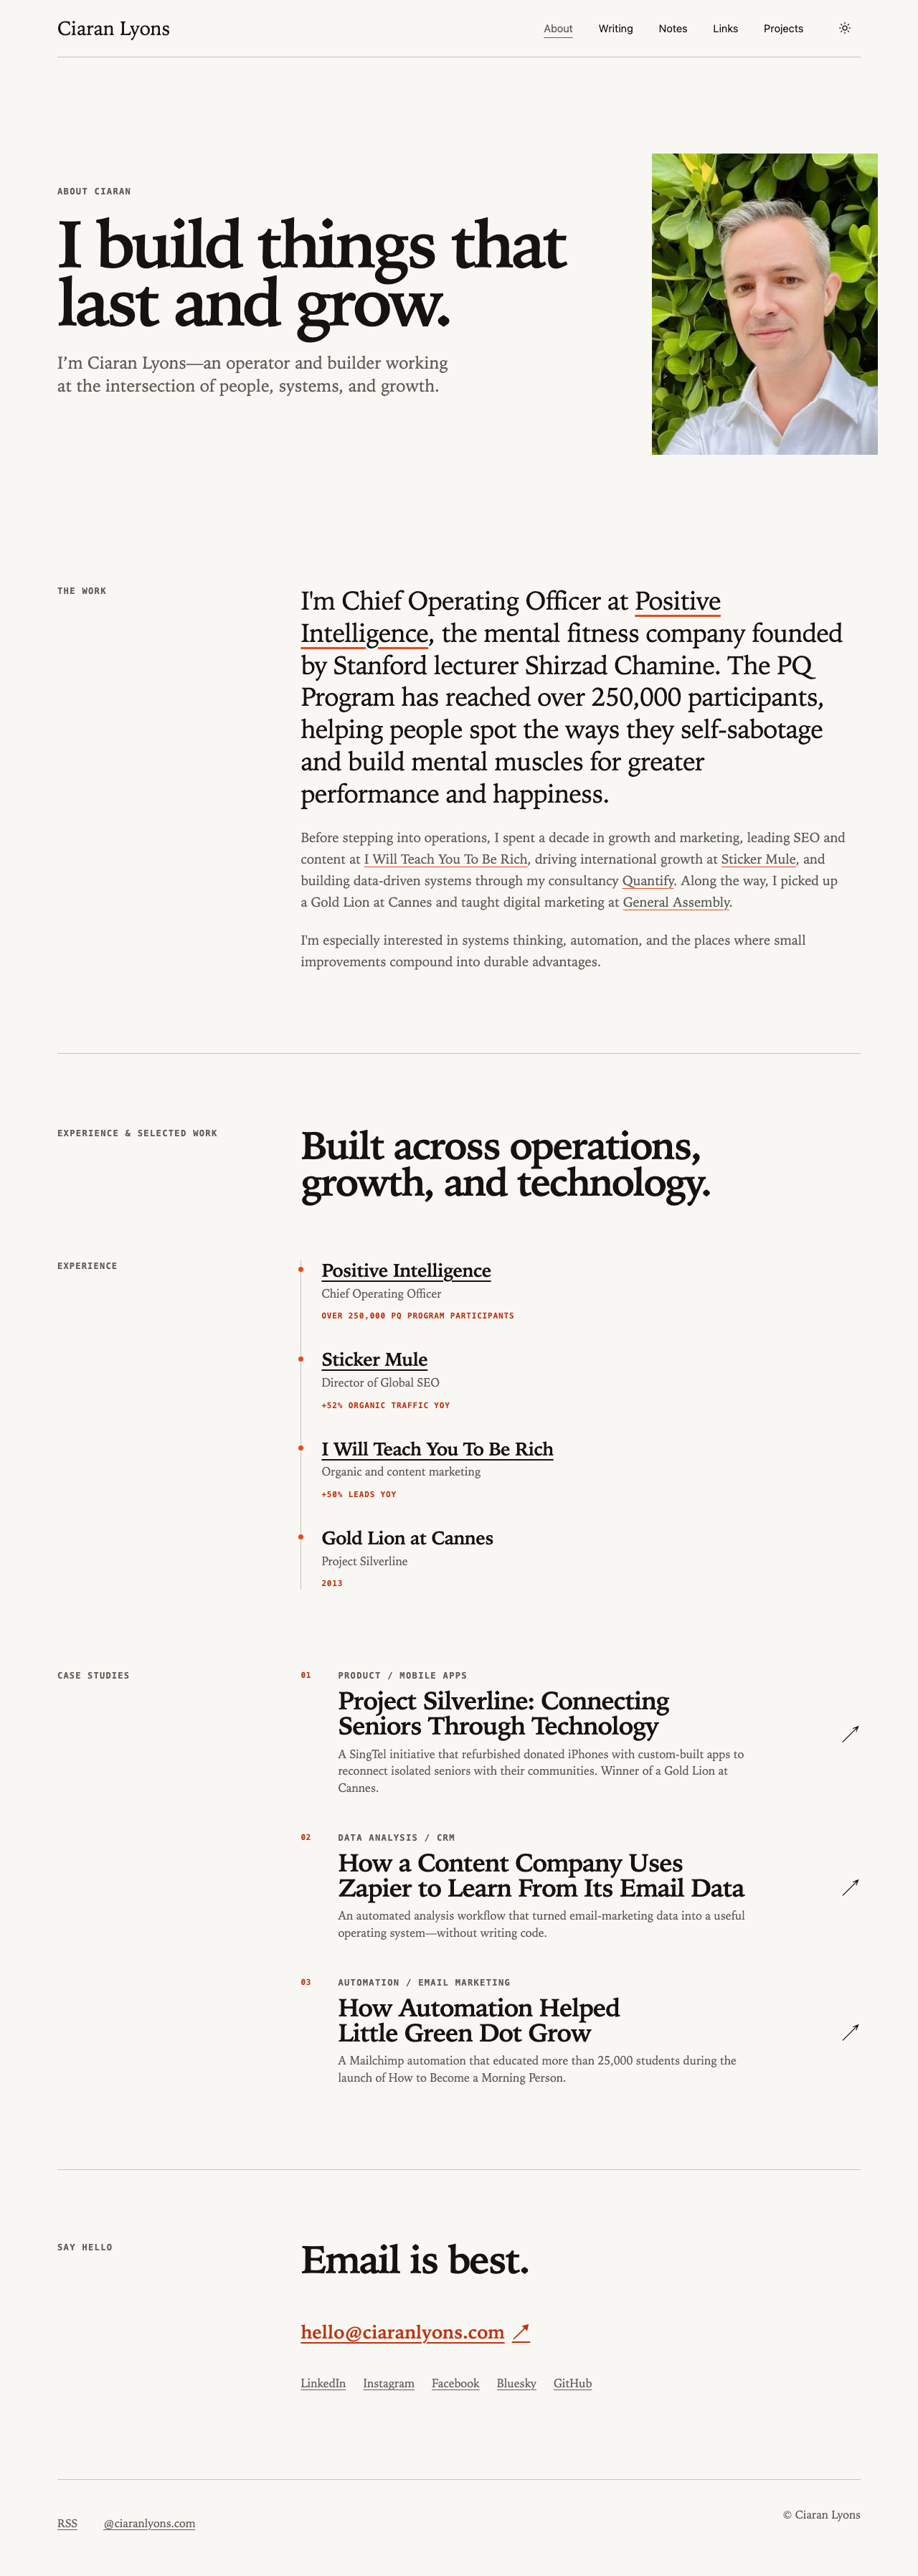 Ciaran Lyons
About Writing Notes Links Projects
ABOUT CIARAN
I build things that
last and grow.
I’m Ciaran Lyons—an operator and builder working
at the intersection of people, systems, and growth.
THE WORK
I'm Chief Operating Officer at Positive
Intelligence, the mental fitness company founded
by Stanford lecturer Shirzad Chamine. The PQ
Program has reached over 250,000 participants,
helping people spot the ways they self-sabotage
and build mental muscles for greater
performance and happiness.
Before stepping into operations, I spent a decade in growth and marketing, leading SEO and
content at I Will Teach You To Be Rich, driving international growth at Sticker Mule, and
building data-driven systems through my consultancy Quantify. Along the way, I picked up
a Gold Lion at Cannes and taught digital marketing at General Assembly.
I'm especially interested in systems thinking, automation, and the places where small
improvements compound into durable advantages.
EXPERIENCE & SELECTED WORK
Built across operations,
growth, and technology.
EXPERIENCE
Positive Intelligence
Chief Operating Officer
OVER 250,000 PQ PROGRAM PARTICIPANTS
Sticker Mule
Director of Global SEO
+52% ORGANIC TRAFFIC YOY
I Will Teach You To Be Rich
Organic and content marketing
+50% LEADS YOY
Gold Lion at Cannes
Project Silverline
2013
CASE STUDIES
01 PRODUCT / MOBILE APPS
Project Silverline: Connecting
Seniors Through Technology
A SingTel initiative that refurbished donated iPhones with custom-built apps to
reconnect isolated seniors with their communities. Winner of a Gold Lion at
Cannes.
02 DATA ANALYSIS / CRM
How a Content Company Uses
Zapier to Learn From Its Email Data
An automated analysis workflow that turned email-marketing data into a useful
operating system—without writing code.
03 AUTOMATION / EMAIL MARKETING
How Automation Helped
Little Green Dot Grow
A Mailchimp automation that educated more than 25,000 students during the
launch of How to Become a Morning Person.
SAY HELLO
Email is best.
hello@ciaranlyons.com ↗
LinkedIn Instagram Facebook Bluesky GitHub
RSS @ciaranlyons.com
© Ciaran Lyons